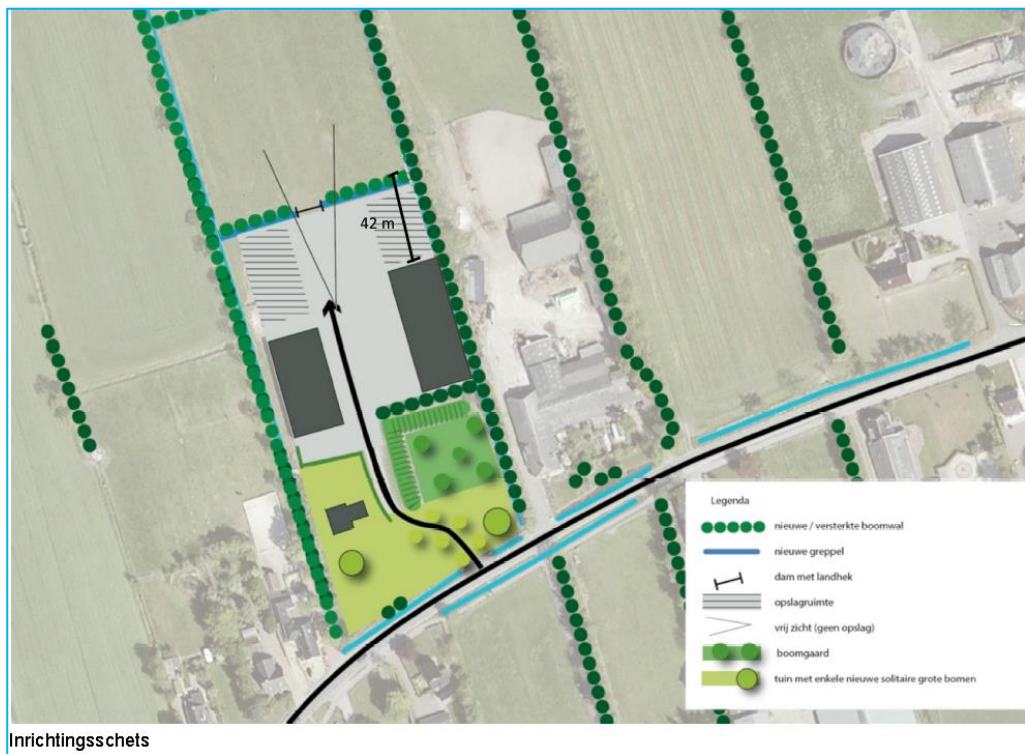 42 m
Legenda
nieuwe / versterkte boomwal
nieuwe greppel
dam met landhek
opslagruimte
vrij zicht (geen opslag)
boomgaard
tuin met enkele nieuwe solitaire grote bomen
Inrichtingsschets